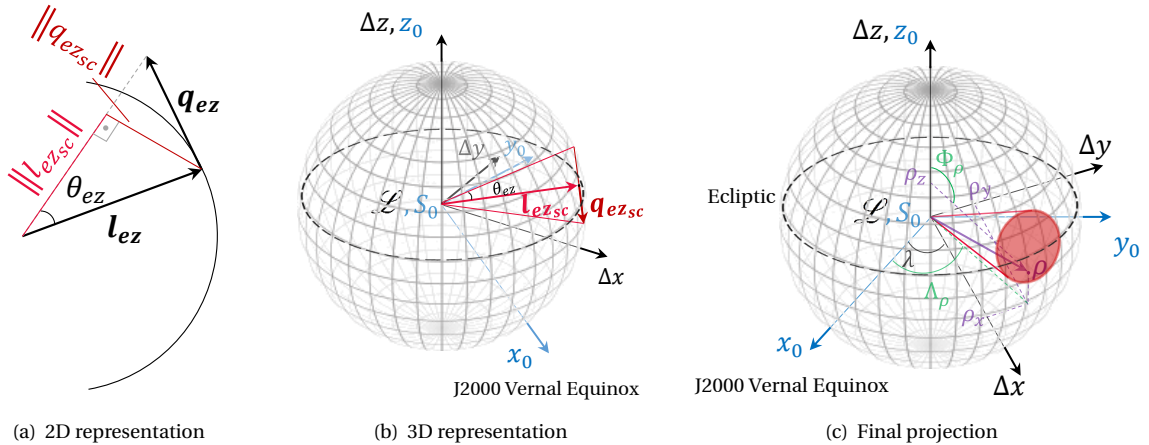 ‖q_ez_sc‖
q_ez
‖l_ez_sc‖
θ_ez
l_ez
(a) 2D representation
Δz, z₀
Δy
y₀
θ_ez
ℒ, S₀
l_ez_sc
q_ez_sc
Δx
x₀
J2000 Vernal Equinox
(b) 3D representation
Δz, z₀
Δy
Φ_ρ
ρ_z
ρ_y
Ecliptic
ℒ, S₀
y₀
λ
ρ
Λ_ρ
ρ_x
x₀
Δx
J2000 Vernal Equinox
(c) Final projection